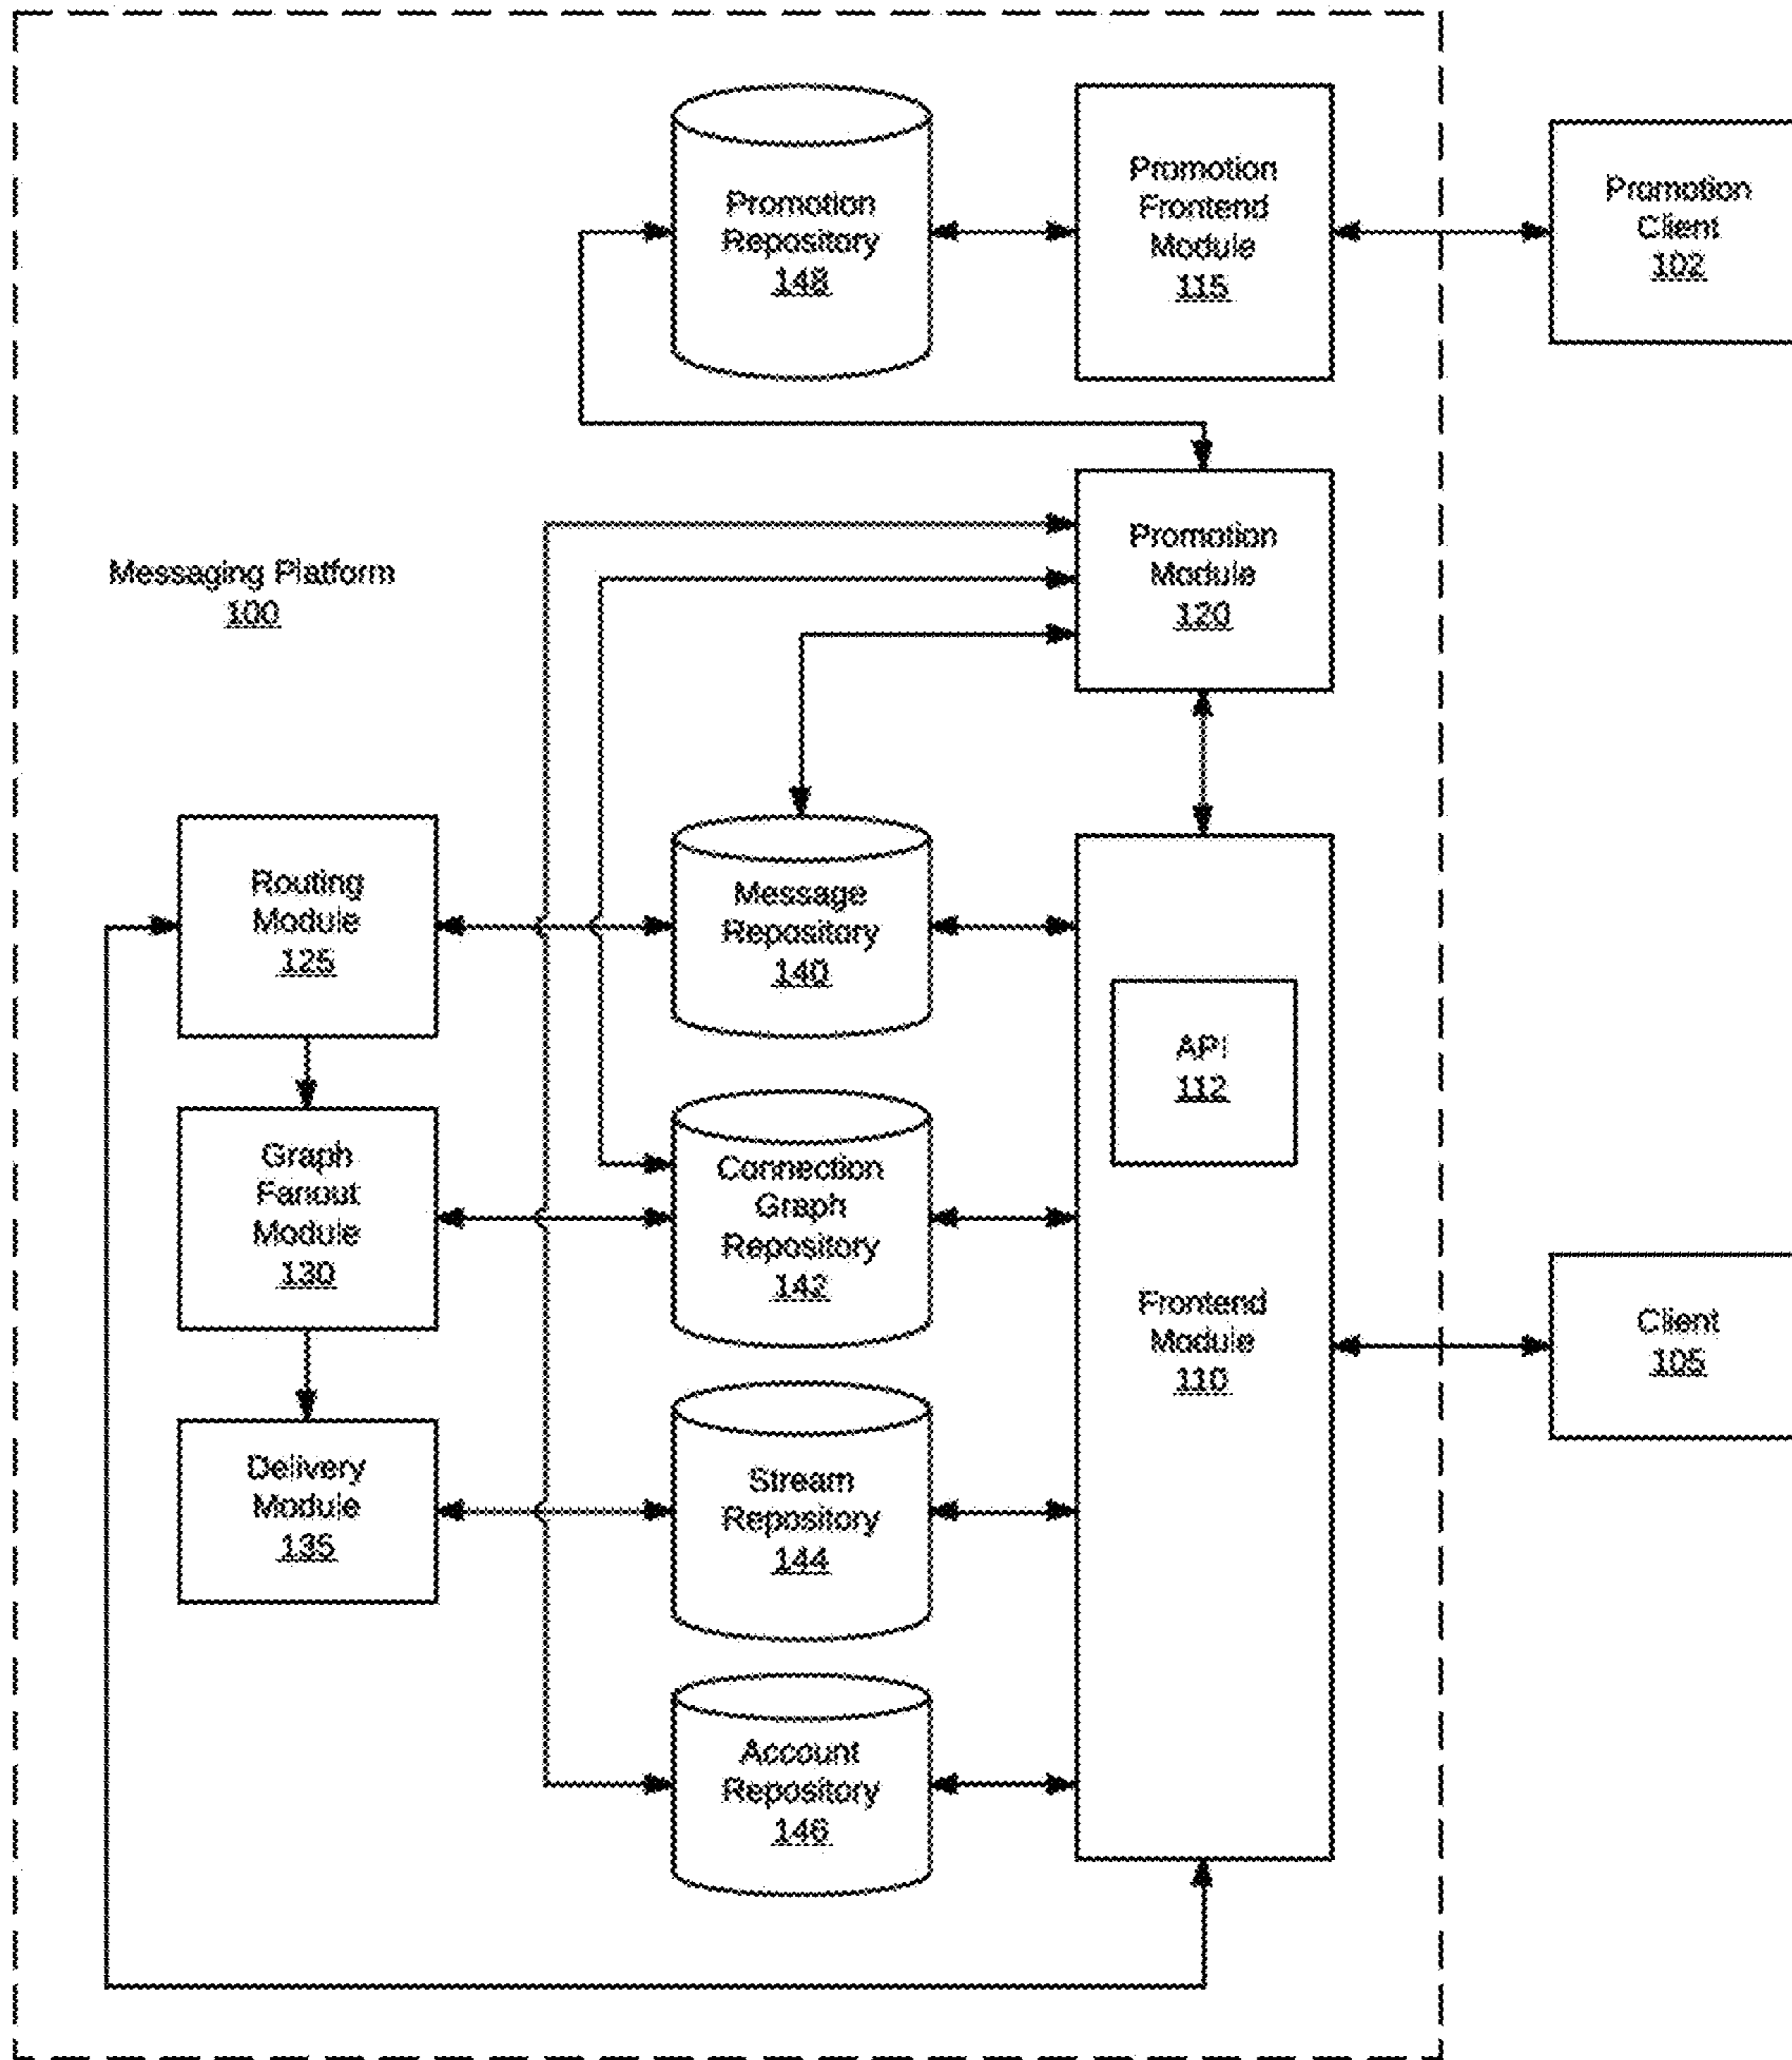 Promotion
Repository
148
Promotion
Frontend
Module
115
Promotion
Client
102
Messaging Platform
100
Promotion
Module
120
Routing
Module
125
Message
Repository
140
API
112
Graph
Fanout
Module
130
Connection
Graph
Repository
142
Frontend
Module
110
Client
105
Delivery
Module
135
Stream
Repository
144
Account
Repository
146